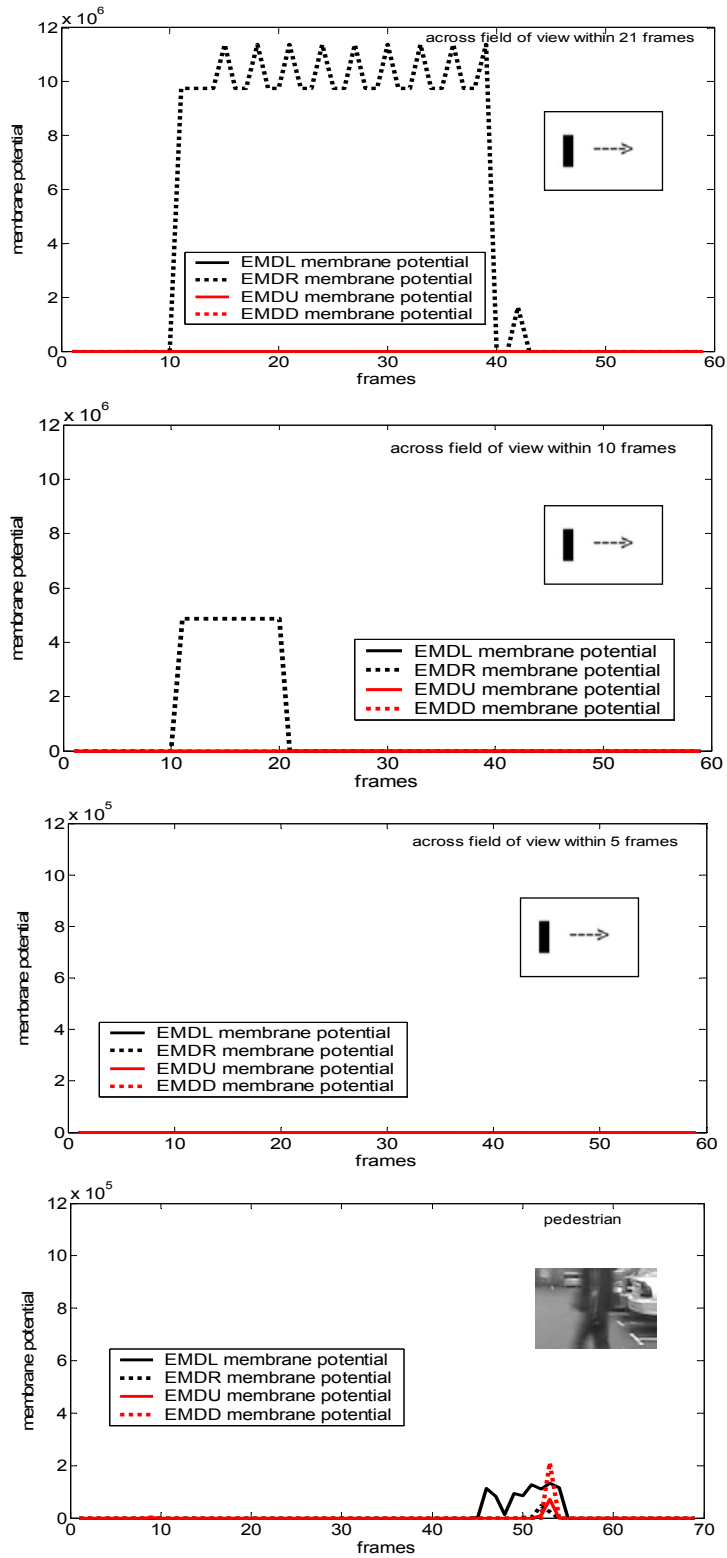 12 x 10 6
across field of view within 21 frames
10
8
6
4
2
0
membrane potential
EMDL membrane potential
EMDR membrane potential
EMDU membrane potential
EMDD membrane potential
0 10 20 30 40 50 60
frames
12 x 10 6
across field of view within 10 frames
10
8
6
4
2
0
membrane potential
EMDL membrane potential
EMDR membrane potential
EMDU membrane potential
EMDD membrane potential
0 10 20 30 40 50 60
frames
12 x 10 5
across field of view within 5 frames
10
8
6
4
2
0
membrane potential
EMDL membrane potential
EMDR membrane potential
EMDU membrane potential
EMDD membrane potential
0 10 20 30 40 50 60
frames
12 x 10 5
pedestrian
10
8
6
4
2
0
membrane potential
EMDL membrane potential
EMDR membrane potential
EMDU membrane potential
EMDD membrane potential
0 10 20 30 40 50 60 70
frames